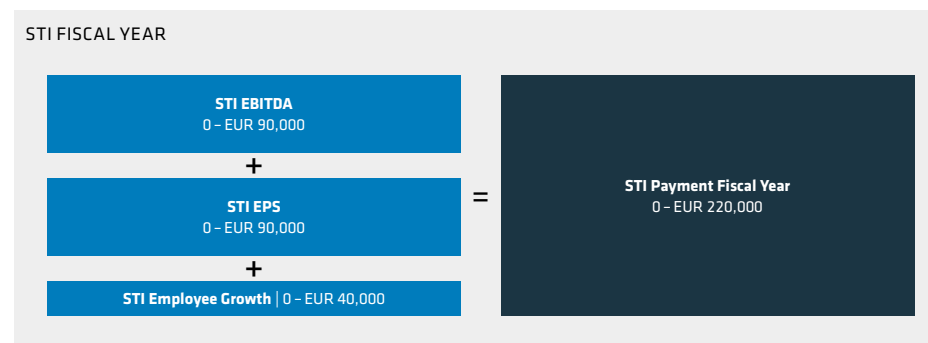 STI FISCAL YEAR
STI EBITDA
0 – EUR 90,000
+
STI EPS
0 – EUR 90,000
+
STI Employee Growth | 0 – EUR 40,000
=
STI Payment Fiscal Year
0 – EUR 220,000